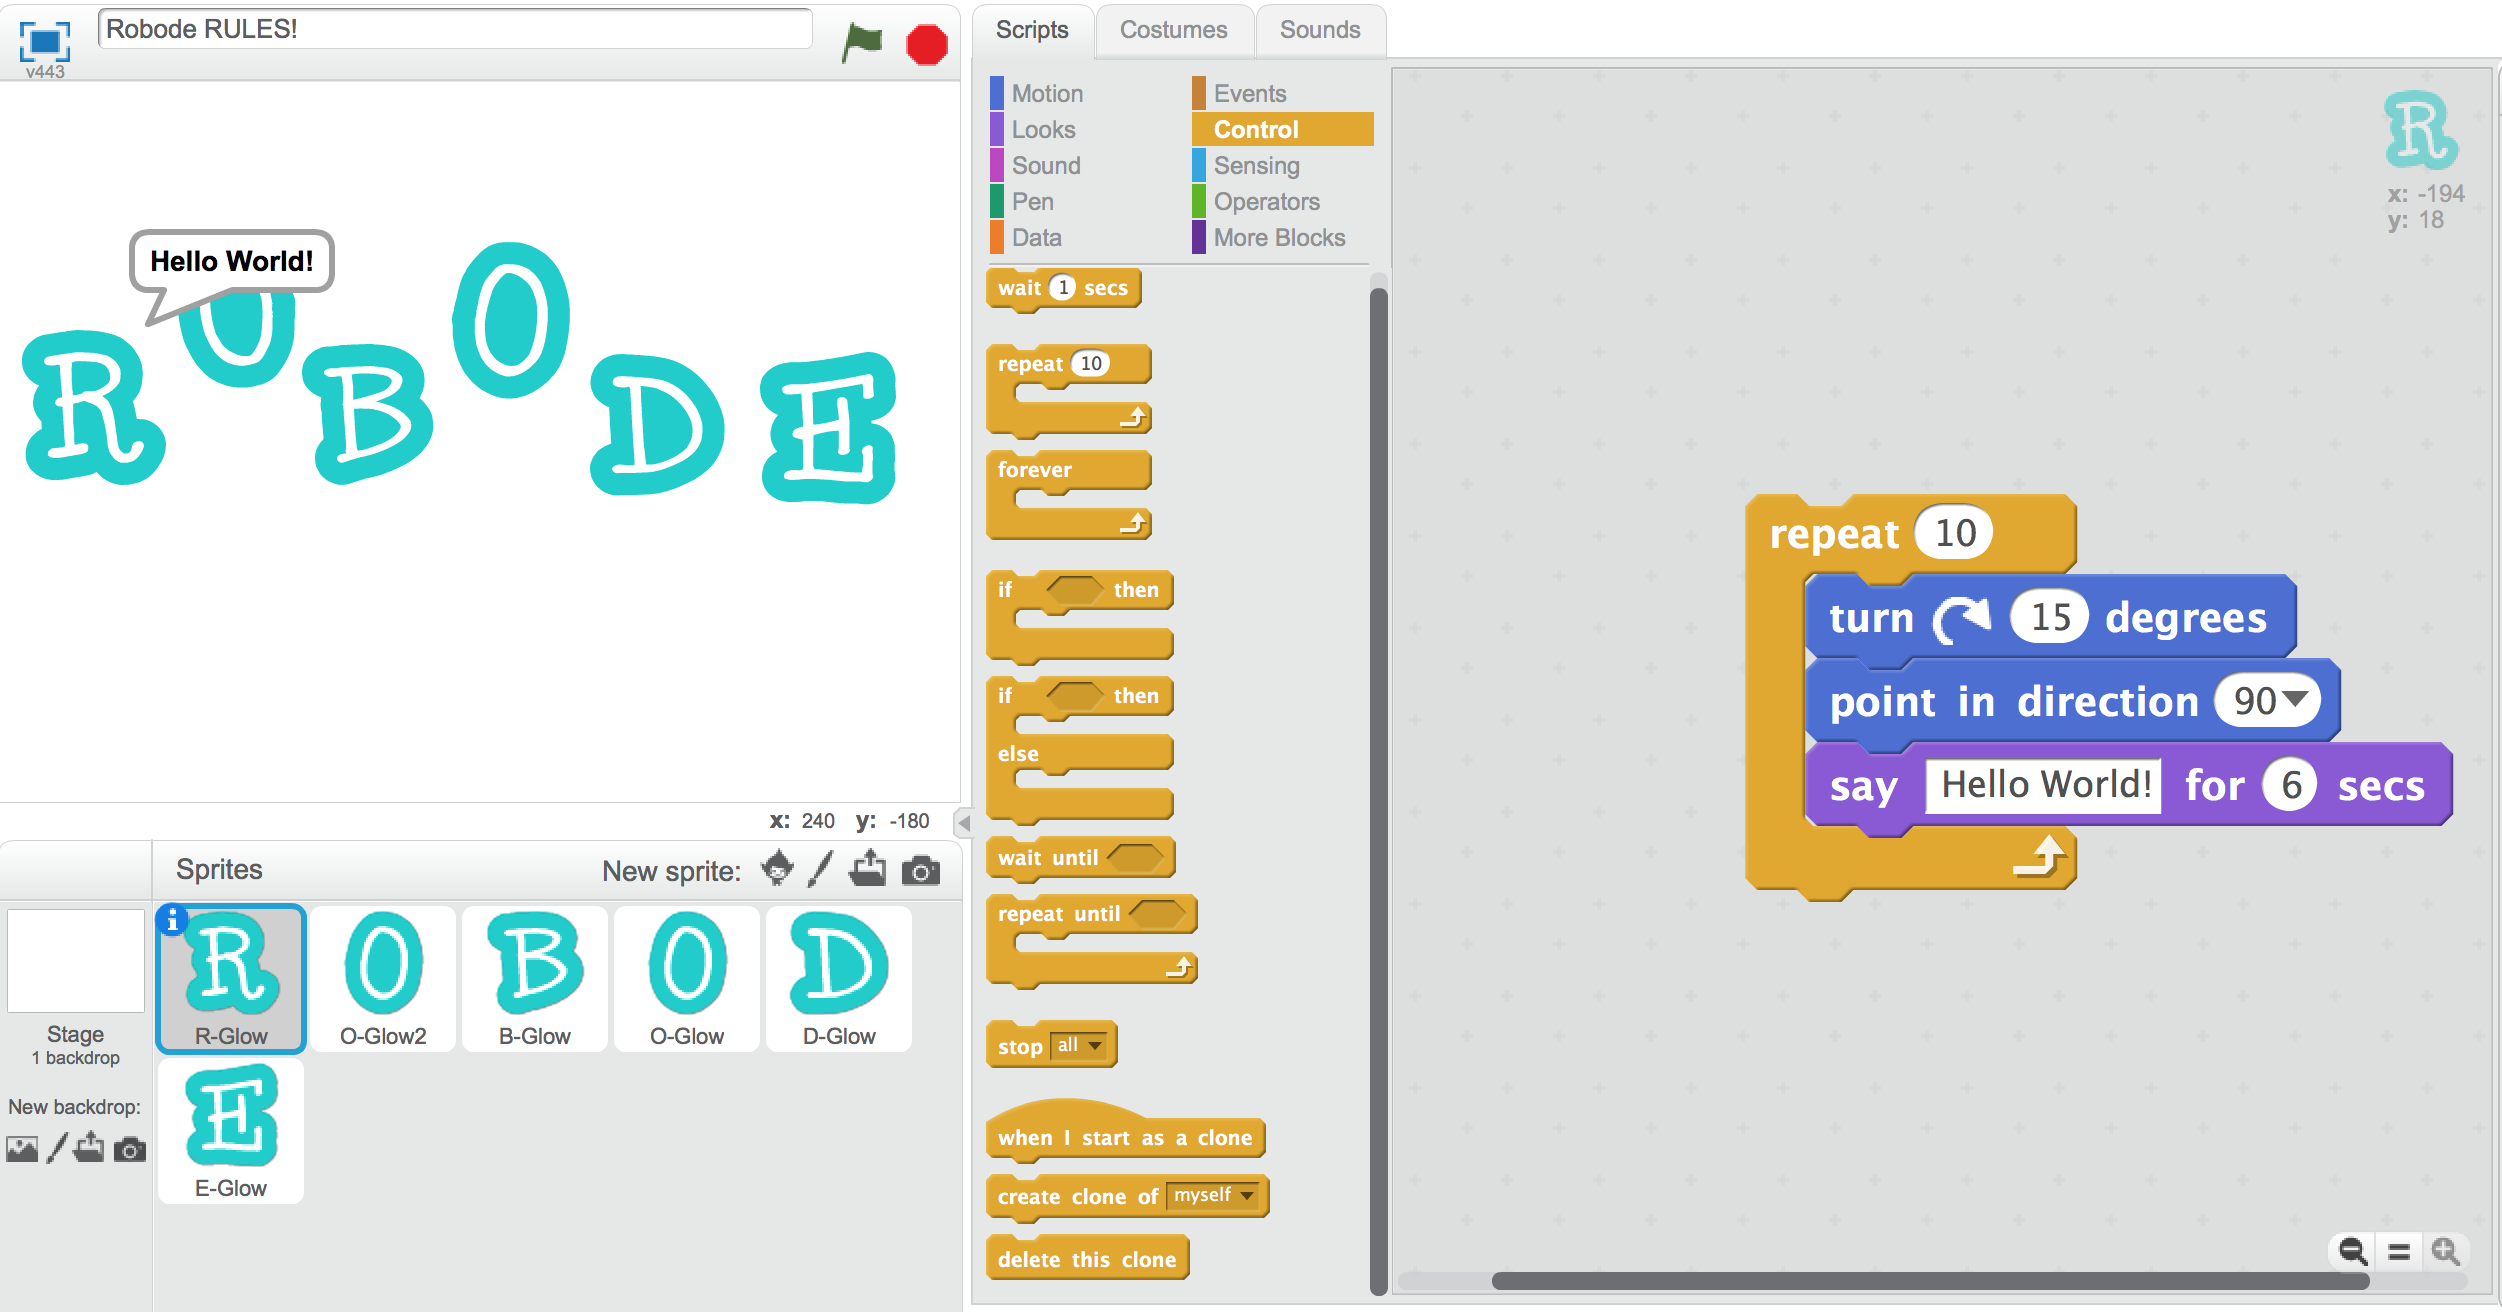 Robode RULES!
v443
Hello World!
R O B O D E
x: 240 y: -180
Sprites
New sprite:
Stage
1 backdrop
New backdrop:
R
R-Glow
O
O-Glow2
B
B-Glow
O
O-Glow
D
D-Glow
E
E-Glow
Scripts Costumes Sounds
Motion
Looks
Sound
Pen
Data
Events
Control
Sensing
Operators
More Blocks
wait 1 secs
repeat 10
forever
if then
if then
else
wait until
repeat until
stop all
when I start as a clone
create clone of myself
delete this clone
R
x: -194
y: 18
repeat 10
turn 15 degrees
point in direction 90
say Hello World! for 6 secs